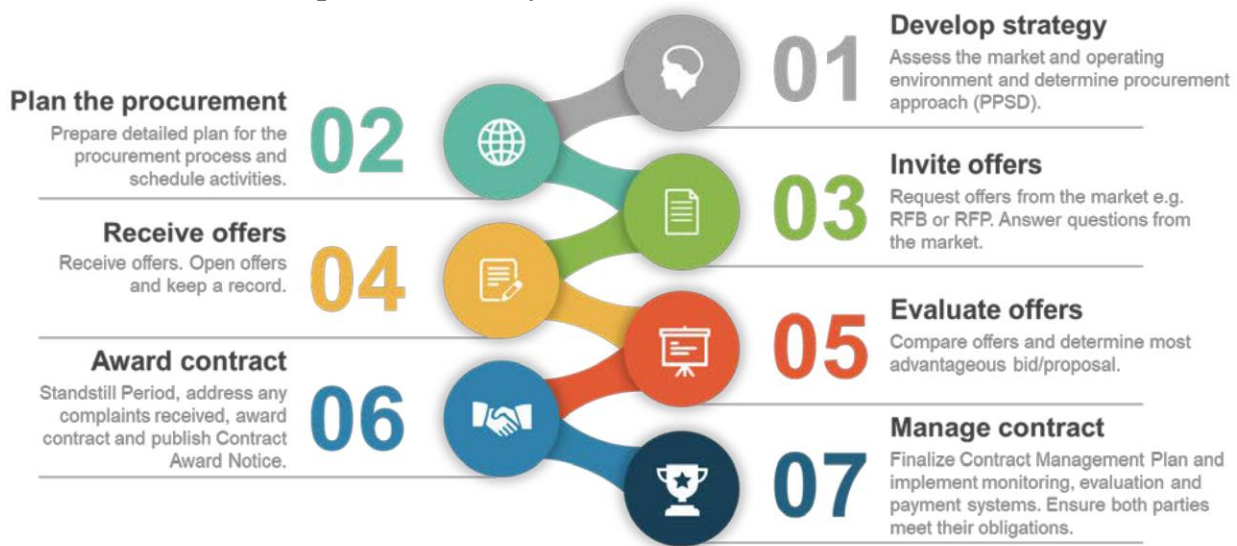 01
Develop strategy
Assess the market and operating
environment and determine procurement
approach (PPSD).
Plan the procurement
Prepare detailed plan for the
procurement process and
schedule activities.
02
Invite offers
Request offers from the market e.g.
RFB or RFP. Answer questions from
the market.
03
Receive offers
Receive offers. Open offers
and keep a record.
04
Evaluate offers
Compare offers and determine most
advantageous bid/proposal.
05
Award contract
Standstill Period, address any
complaints received, award
contract and publish Contract
Award Notice.
06
Manage contract
Finalize Contract Management Plan and
implement monitoring, evaluation and
payment systems. Ensure both parties
meet their obligations.
07